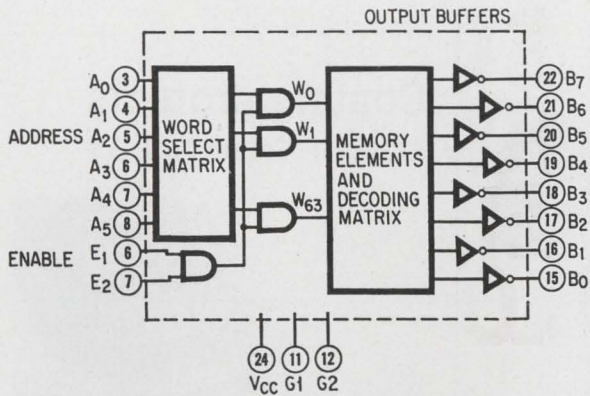 OUTPUT BUFFERS
ADDRESS
A0 3
A1 4
A2 5
A3 6
A4 7
A5 8
ENABLE
E1 6
E2 7
WORD
SELECT
MATRIX
W0
W1
W63
MEMORY
ELEMENTS
AND
DECODING
MATRIX
22 B7
21 B6
20 B5
19 B4
18 B3
17 B2
16 B1
15 B0
24 11 12
VCC G1 G2